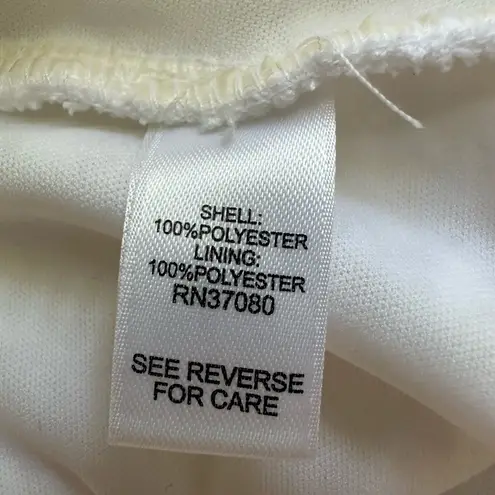 SHELL:
100%POLYESTER
LINING:
100%POLYESTER
RN37080
SEE REVERSE
FOR CARE